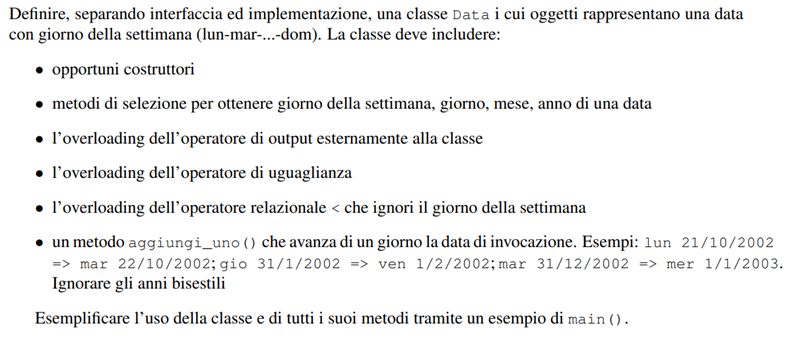 Definire, separando interfaccia ed implementazione, una classe Data i cui oggetti rappresentano una data
con giorno della settimana (lun-mar-...-dom). La classe deve includere:
• opportuni costruttori
• metodi di selezione per ottenere giorno della settimana, giorno, mese, anno di una data
• l'overloading dell'operatore di output esternamente alla classe
• l'overloading dell'operatore di uguaglianza
• l'overloading dell'operatore relazionale < che ignori il giorno della settimana
• un metodo aggiungi_uno() che avanza di un giorno la data di invocazione. Esempi: lun 21/10/2002
=> mar 22/10/2002; gio 31/1/2002 => ven 1/2/2002; mar 31/12/2002 => mer 1/1/2003.
Ignorare gli anni bisestili
Esemplificare l'uso della classe e di tutti i suoi metodi tramite un esempio di main().